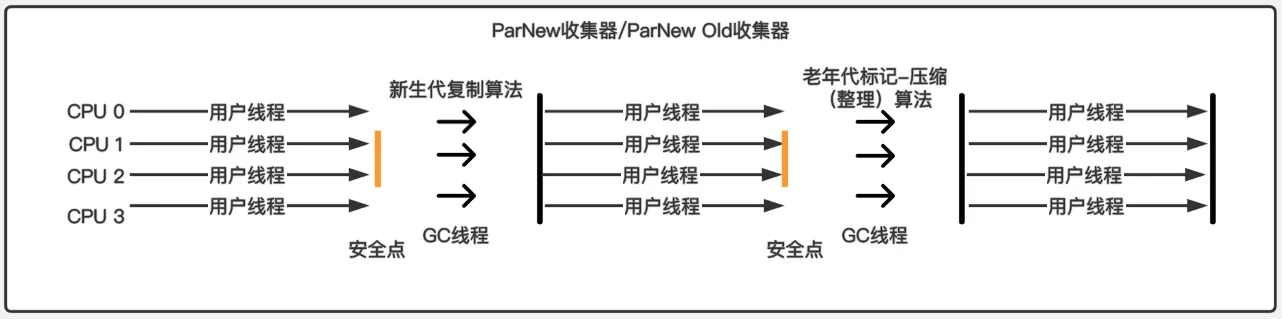 ParNew收集器/ParNew Old收集器
新生代复制算法
老年代标记-压缩
（整理）算法
CPU 0 用户线程 用户线程 用户线程
CPU 1 用户线程 用户线程 用户线程
CPU 2 用户线程 用户线程 用户线程
CPU 3 用户线程 用户线程 用户线程
安全点 GC线程 安全点 GC线程